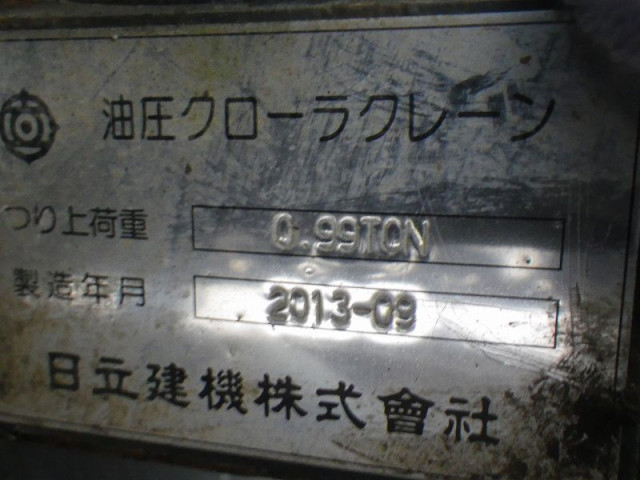 油圧クローラクレーン
つり上荷重 0.99TON
製造年月 2013-09
日立建機株式會社